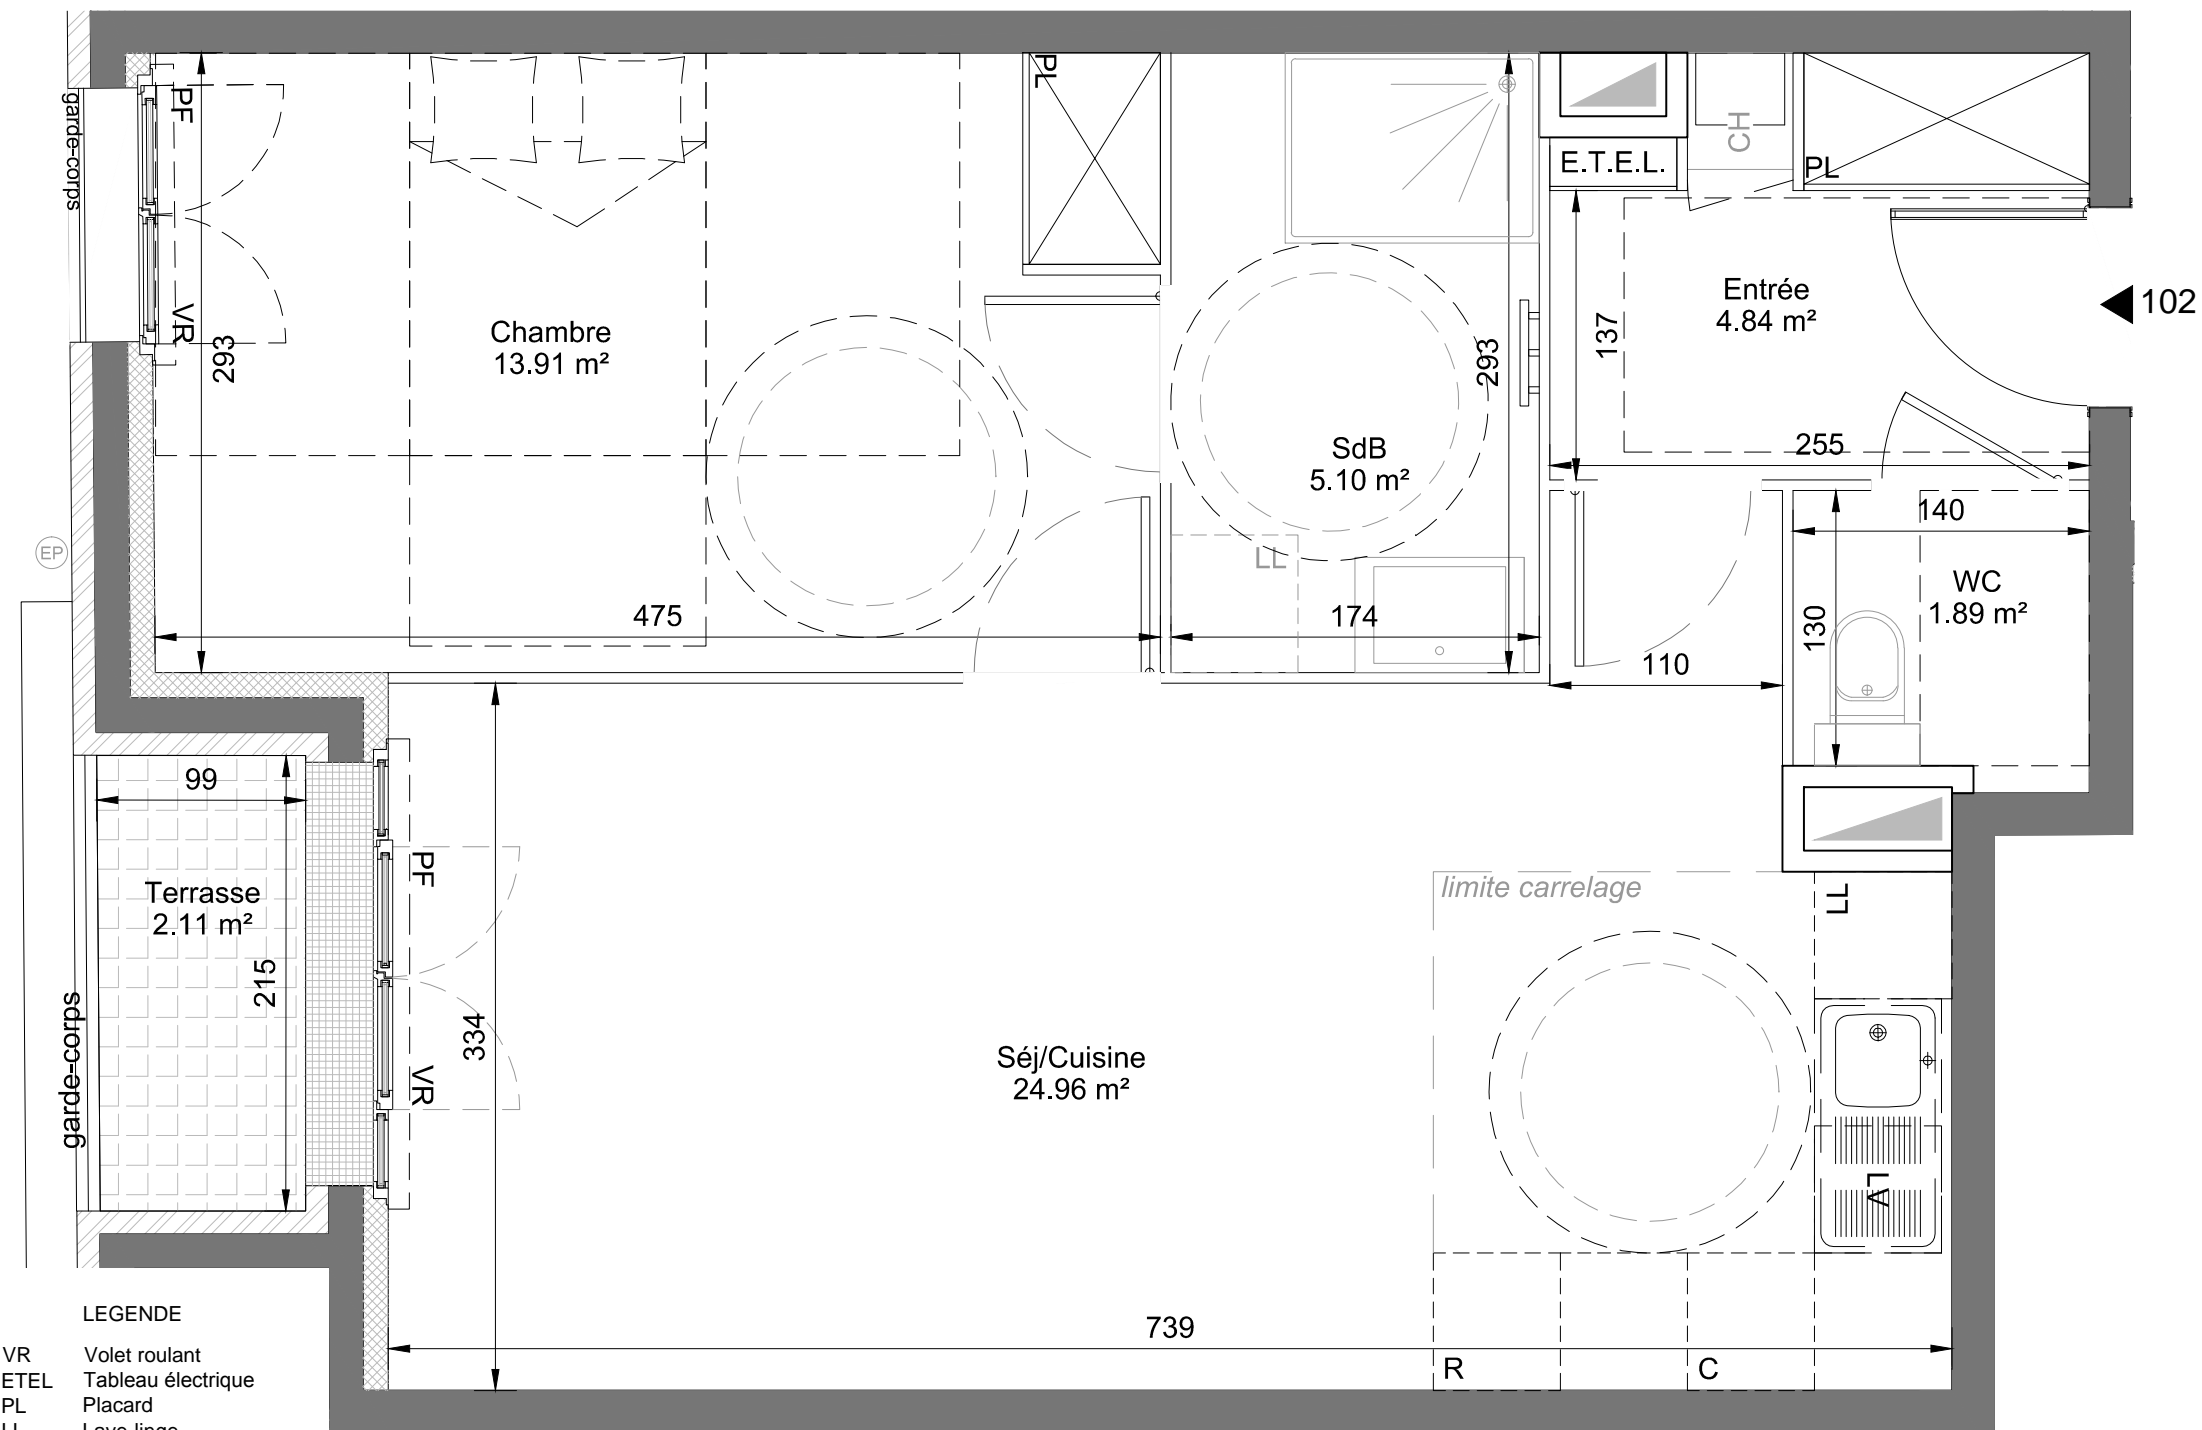 garde-corps
PF
VR
293
Chambre
13.91 m²
475
PL
293
SdB
5.10 m²
LL
174
E.T.E.L.
CH
PL
Entrée
4.84 m²
137
255
102
140
WC
1.89 m²
130
110
EP
99
Terrasse
2.11 m²
215
garde-corps
PF
VR
334
Séj/Cuisine
24.96 m²
limite carrelage
LL
LV
739
R
C
LEGENDE
VR Volet roulant
ETEL Tableau électrique
PL Placard
LL Lave linge